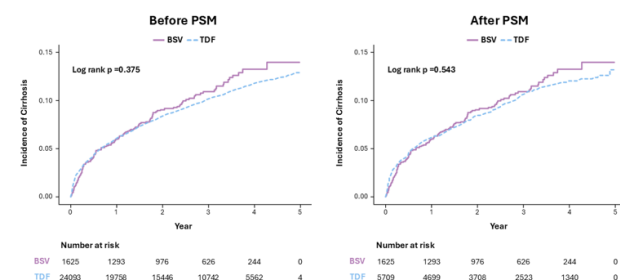 Before PSM
BSV TDF
Log rank p =0.375
Incidence of Cirrhosis
0.15
0.10
0.05
0.00
0 1 2 3 4 5
Year
Number at risk
BSV 1625 1293 976 626 244 0
TDF 24093 19758 15446 10742 5562 4
After PSM
BSV TDF
Log rank p =0.543
Incidence of Cirrhosis
0.15
0.10
0.05
0.00
0 1 2 3 4 5
Year
Number at risk
BSV 1625 1293 976 626 244 0
TDF 5709 4699 3708 2523 1340 0